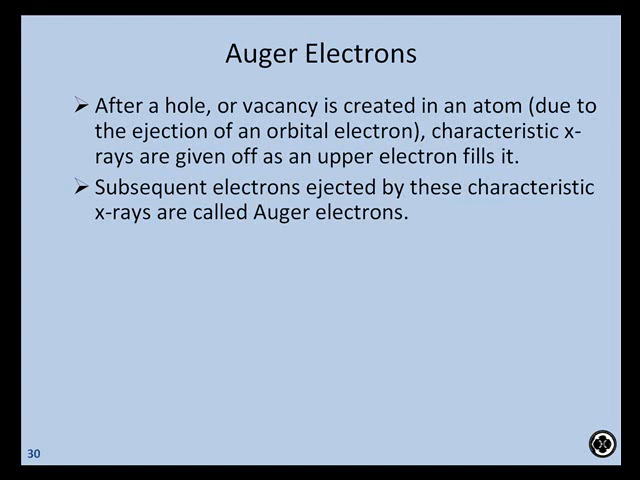 Auger Electrons
➢ After a hole, or vacancy is created in an atom (due to
the ejection of an orbital electron), characteristic x-
rays are given off as an upper electron fills it.
➢ Subsequent electrons ejected by these characteristic
x-rays are called Auger electrons.
30